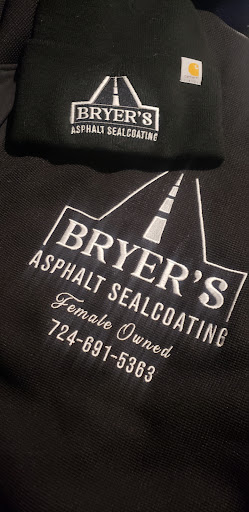 BRYER'S
ASPHALT SEALCOATING
BRYER'S
ASPHALT SEALCOATING
Female Owned
724-691-5363